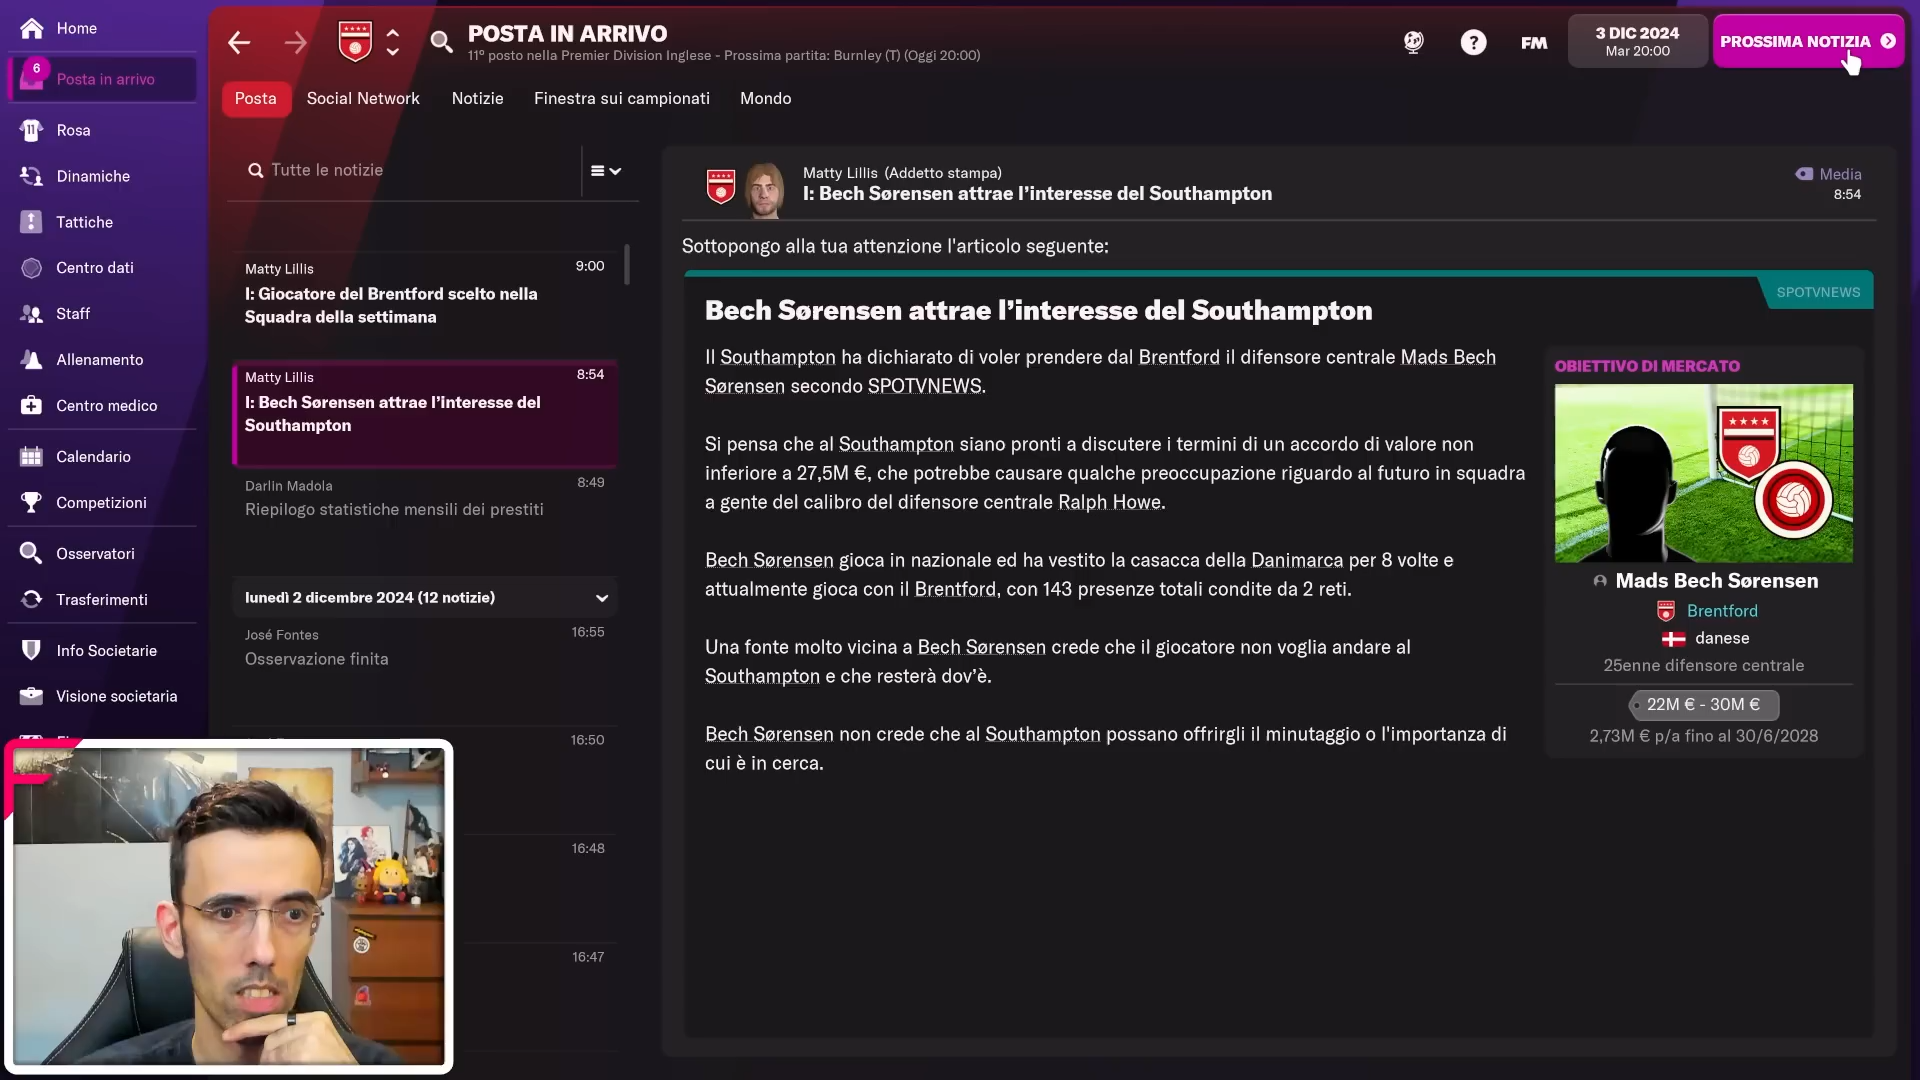 Home
6
Posta in arrivo
Rosa
Dinamiche
Tattiche
Centro dati
Staff
Allenamento
Centro medico
Calendario
Competizioni
Osservatori
Trasferimenti
Info Societarie
Visione societaria
POSTA IN ARRIVO
11° posto nella Premier Division Inglese - Prossima partita: Burnley (T) (Oggi 20:00)
?
FM
3 DIC 2024
Mar 20:00
PROSSIMA NOTIZIA
Posta
Social Network
Notizie
Finestra sui campionati
Mondo
Tutte le notizie
Matty Lillis
9:00
I: Giocatore del Brentford scelto nella
Squadra della settimana
Matty Lillis
8:54
I: Bech Sørensen attrae l'interesse del
Southampton
Darlin Madola
8:49
Riepilogo statistiche mensili dei prestiti
lunedì 2 dicembre 2024 (12 notizie)
José Fontes
16:55
Osservazione finita
16:50
16:48
16:47
Matty Lillis (Addetto stampa)
I: Bech Sørensen attrae l'interesse del Southampton
Media
8:54
Sottopongo alla tua attenzione l'articolo seguente:
SPOTVNEWS
Bech Sørensen attrae l'interesse del Southampton
Il Southampton ha dichiarato di voler prendere dal Brentford il difensore centrale Mads Bech
Sørensen secondo SPOTVNEWS.
Si pensa che al Southampton siano pronti a discutere i termini di un accordo di valore non
inferiore a 27,5M €, che potrebbe causare qualche preoccupazione riguardo al futuro in squadra
a gente del calibro del difensore centrale Ralph Howe.
Bech Sørensen gioca in nazionale ed ha vestito la casacca della Danimarca per 8 volte e
attualmente gioca con il Brentford, con 143 presenze totali condite da 2 reti.
Una fonte molto vicina a Bech Sørensen crede che il giocatore non voglia andare al
Southampton e che resterà dov'è.
Bech Sørensen non crede che al Southampton possano offrirgli il minutaggio o l'importanza di
cui è in cerca.
OBIETTIVO DI MERCATO
Mads Bech Sørensen
Brentford
danese
25enne difensore centrale
22M € - 30M €
2,73M € p/a fino al 30/6/2028